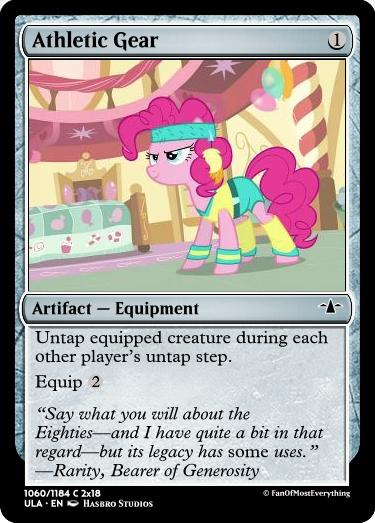 Athletic Gear 1
Artifact — Equipment
Untap equipped creature during each
other player's untap step.
Equip 2
“Say what you will about the
Eighties—and I have quite a bit in that
regard—but its legacy has some uses.”
—Rarity, Bearer of Generosity
1060/1184 C 2x18
ULA • EN Hasbro Studios
© FanOfMostEverything